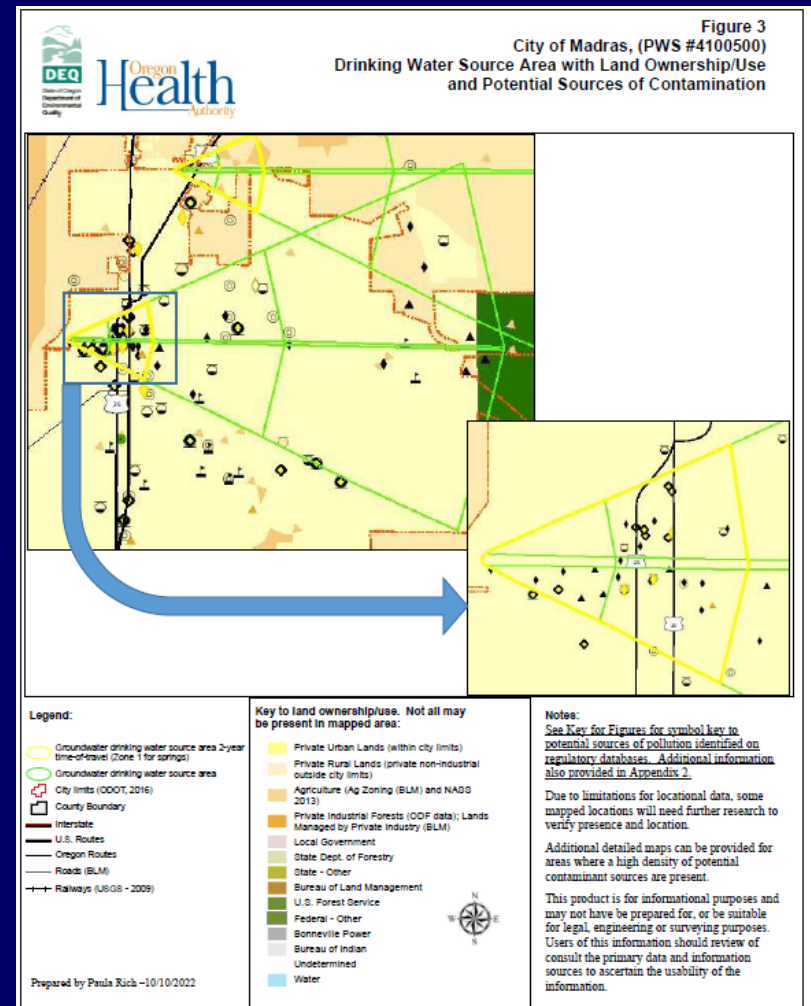 Figure 3
City of Madras, (PWS #4100500)
Drinking Water Source Area with Land Ownership/Use
and Potential Sources of Contamination
DEQ
State of Oregon
Department of
Environmental
Quality
Oregon
Health
Authority
26
26
26
Legend:
Groundwater drinking water source area 2-year
time-of-travel (Zone 1 for springs)
Groundwater drinking water source area
City limits (ODOT, 2016)
County Boundary
Interstate
U.S. Routes
Oregon Routes
Roads (BLM)
Railways (USGS - 2009)
Prepared by Paula Rich –10/10/2022
Key to land ownership/use. Not all may
be present in mapped area:
Private Urban Lands (within city limits)
Private Rural Lands (private non-industrial
outside city limits)
Agriculture (Ag Zoning (BLM) and NASS
2013)
Private Industrial Forests (ODF data); Lands
Managed by Private Industry (BLM)
Local Government
State Dept. of Forestry
State - Other
Bureau of Land Management
U.S. Forest Service
Federal - Other
Bonneville Power
Bureau of Indian
Undetermined
Water
N
W E
S
Notes:
See Key for Figures for symbol key to
potential sources of pollution identified on
regulatory databases. Additional information
also provided in Appendix 2.
Due to limitations for locational data, some
mapped locations will need further research to
verify presence and location.
Additional detailed maps can be provided for
areas where a high density of potential
contaminant sources are present.
This product is for informational purposes and
may not have be prepared for, or be suitable
for legal, engineering or surveying purposes.
Users of this information should review of
consult the primary data and information
sources to ascertain the usability of the
information.